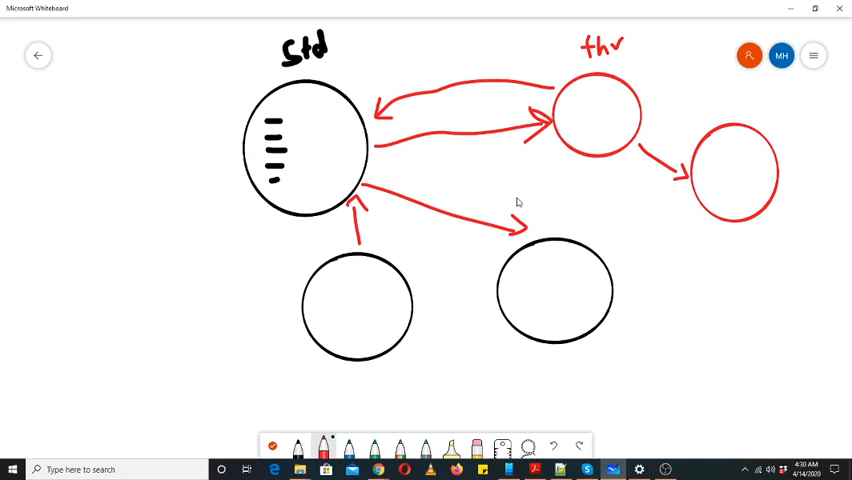 Microsoft Whiteboard
std
thr
MH
Type here to search
4:30 AM
4/14/2020